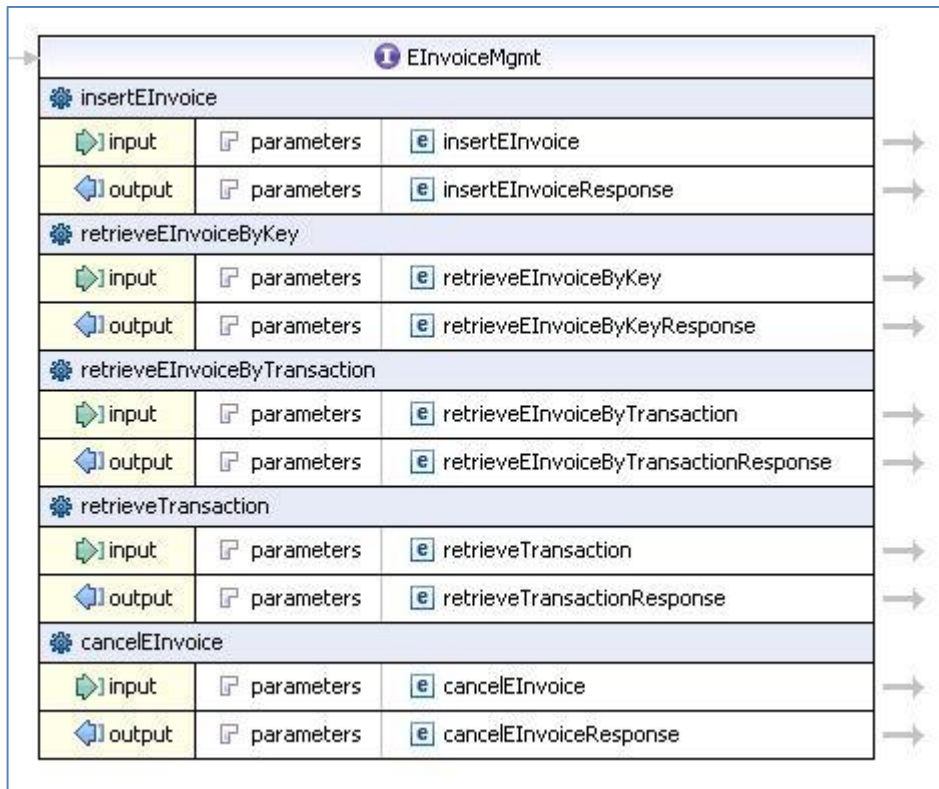 EInvoiceMgmt
insertEInvoice
input parameters insertEInvoice
output parameters insertEInvoiceResponse
retrieveEInvoiceByKey
input parameters retrieveEInvoiceByKey
output parameters retrieveEInvoiceByKeyResponse
retrieveEInvoiceByTransaction
input parameters retrieveEInvoiceByTransaction
output parameters retrieveEInvoiceByTransactionResponse
retrieveTransaction
input parameters retrieveTransaction
output parameters retrieveTransactionResponse
cancelEInvoice
input parameters cancelEInvoice
output parameters cancelEInvoiceResponse